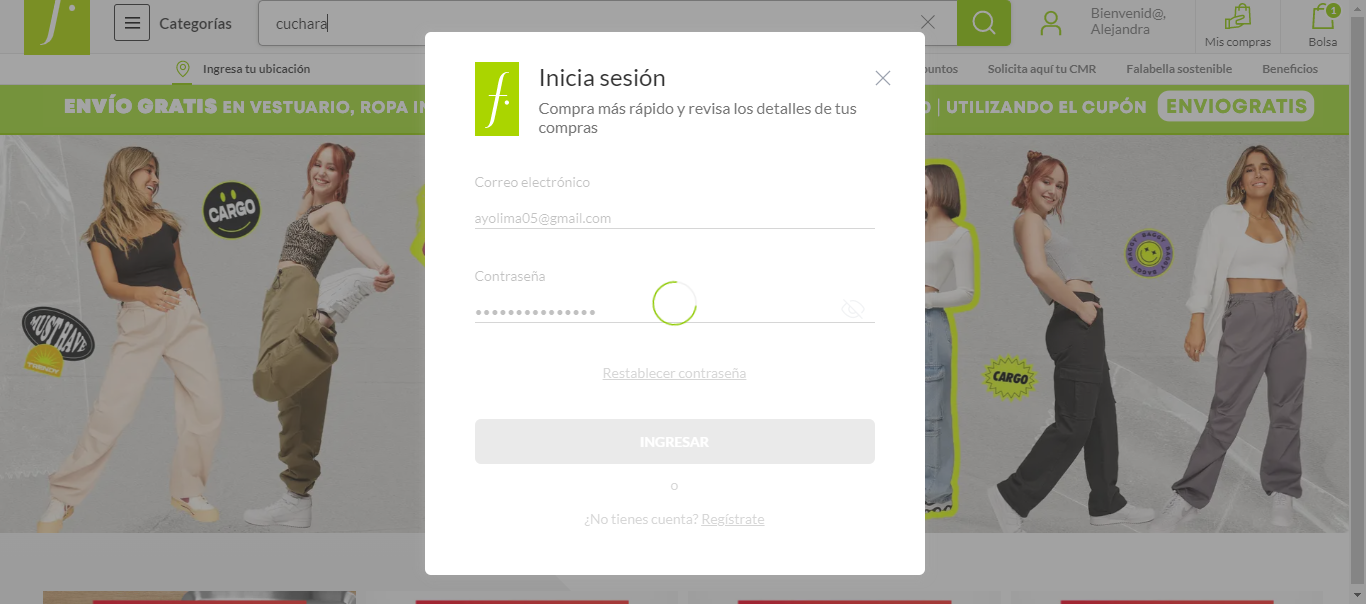 f.
Categorías
cuchara
Bienvenid@,
Alejandra
Mis compras
1
Bolsa
Ingresa tu ubicación
puntos
Solicita aquí tu CMR
Falabella sostenible
Beneficios
ENVÍO GRATIS EN VESTUARIO, ROPA IN
| UTILIZANDO EL CUPÓN ENVIOGRATIS
CARGO
MUST HAVE
BAGGY BAGGY BAGGY
CARGO
f.
Inicia sesión
Compra más rápido y revisa los detalles de tus
compras
Correo electrónico
ayolima05@gmail.com
Contraseña
•••••••••••••••
Restablecer contraseña
INGRESAR
o
¿No tienes cuenta? Regístrate